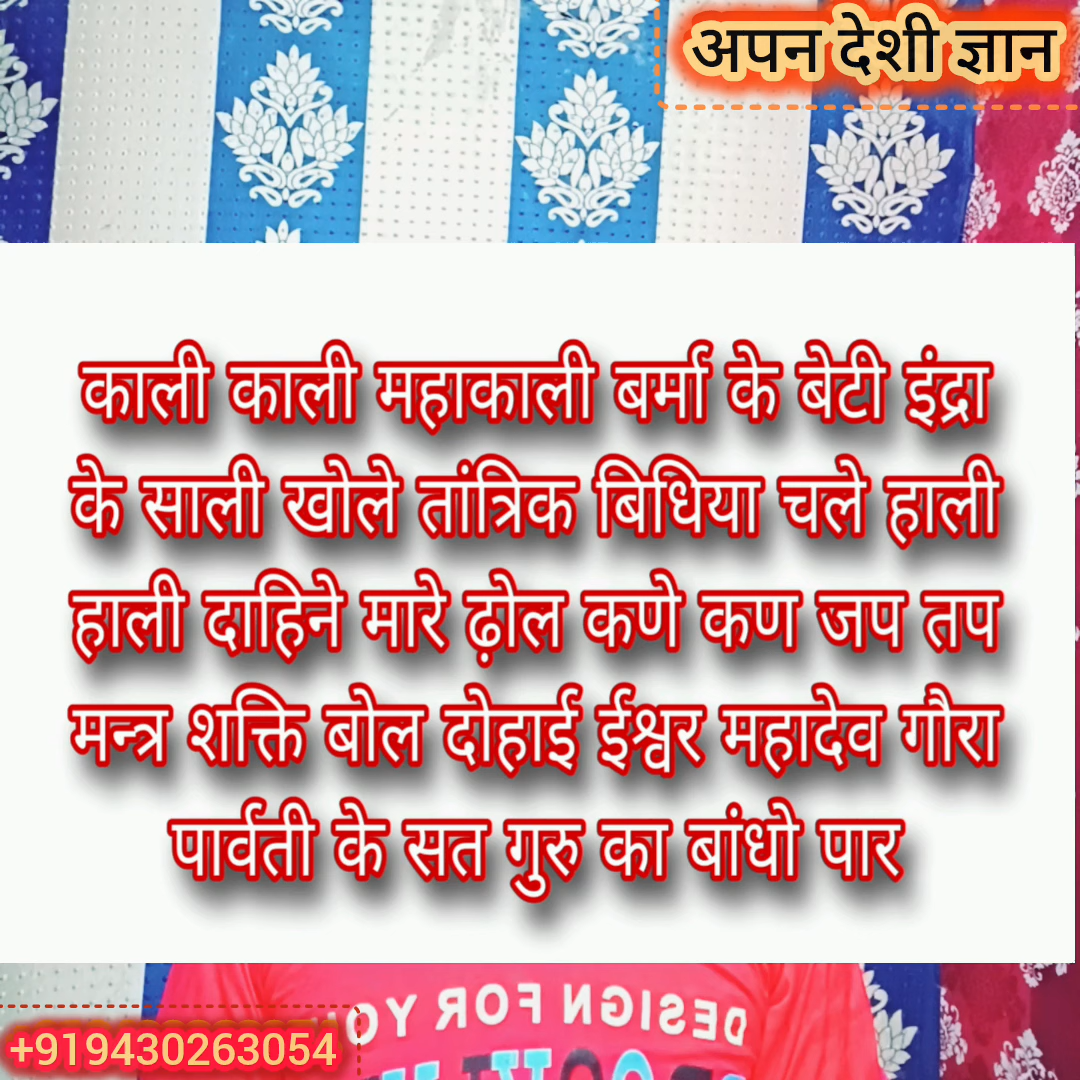 अपन देशी ज्ञान
काली काली महाकाली बर्मा के बेटी इंद्रा
के साली खोले तांत्रिक बिधिया चले हाली
हाली दाहिने मारे ढ़ोल कणे कण जप तप
मन्त्र शक्ति बोल दोहाई ईश्वर महादेव गौरा
पार्वती के सत गुरु का बांधो पार
DESIGN FOR YO
+919430263054